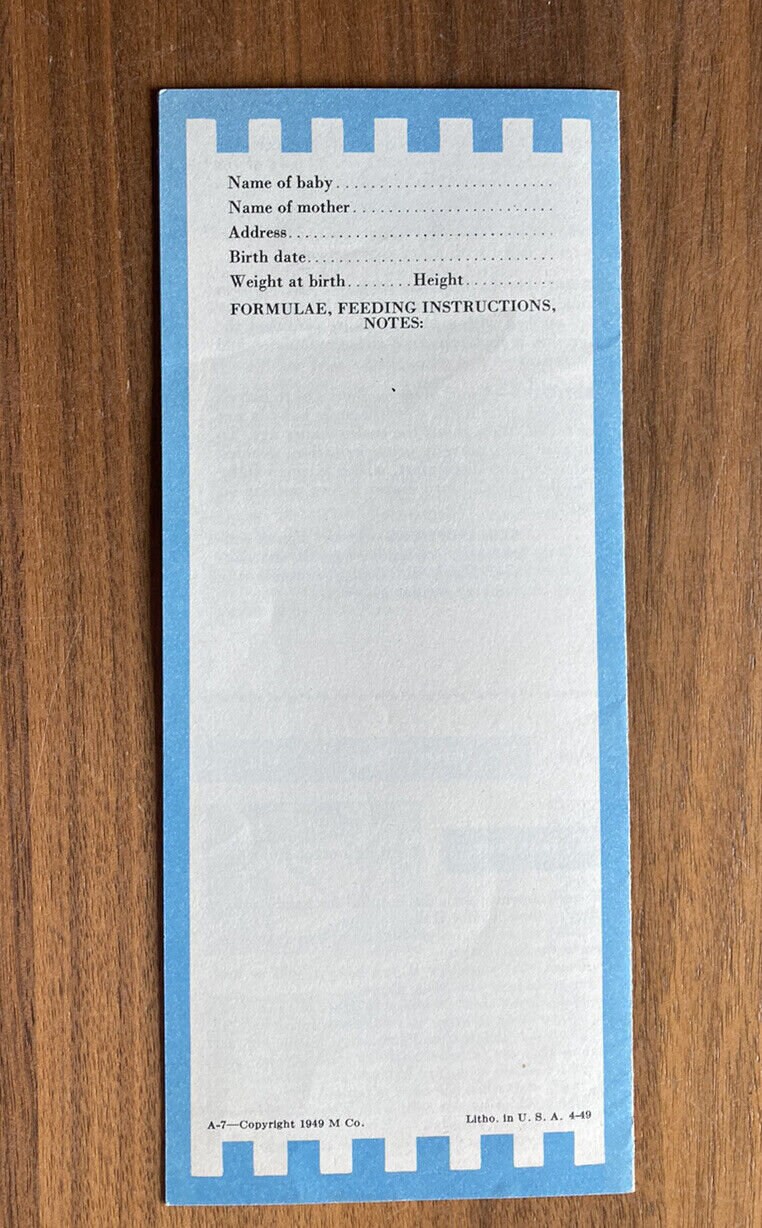 Name of baby.........................
Name of mother.......................
Address..............................
Birth date............................
Weight at birth........Height..........
FORMULAE, FEEDING INSTRUCTIONS,
NOTES:
A-7—Copyright 1949 M Co.
Litho. in U. S. A. 4-49